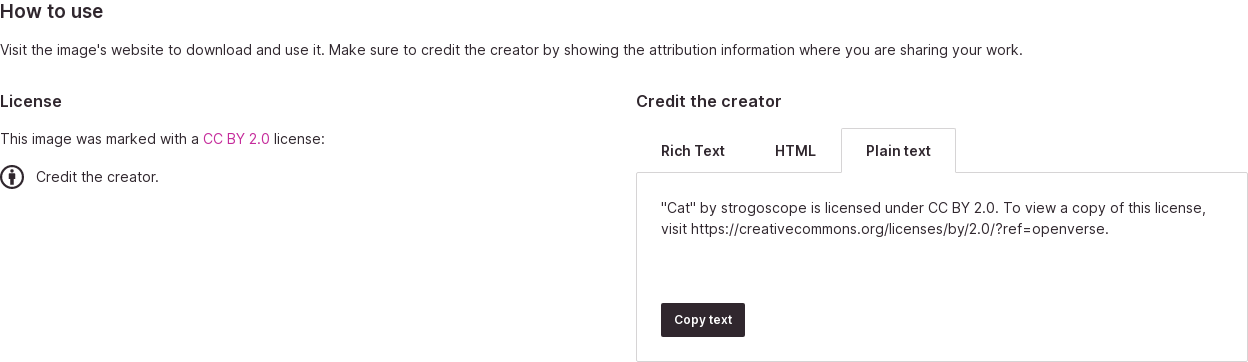 How to use
Visit the image's website to download and use it. Make sure to credit the creator by showing the attribution information where you are sharing your work.
License
This image was marked with a CC BY 2.0 license:
Credit the creator.
Credit the creator
Rich Text
HTML
Plain text
"Cat" by strogoscope is licensed under CC BY 2.0. To view a copy of this license,
visit https://creativecommons.org/licenses/by/2.0/?ref=openverse.
Copy text